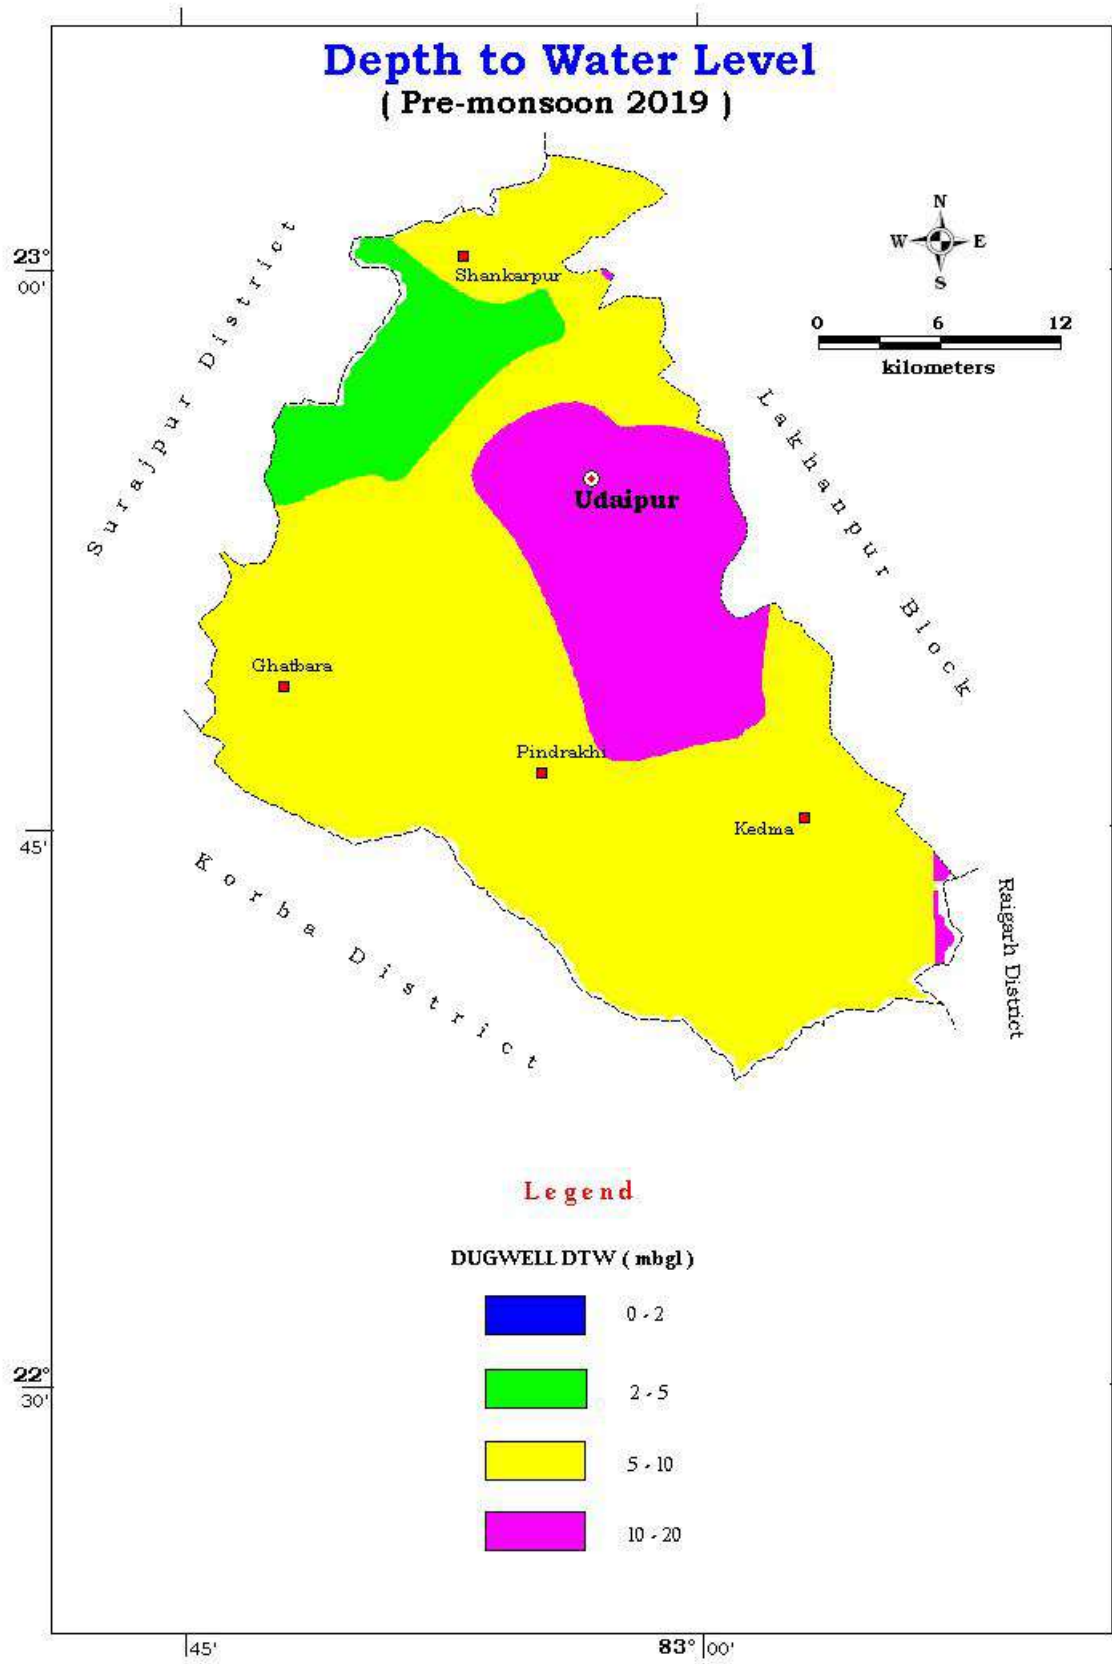 Depth to Water Level
( Pre-monsoon 2019 )
N
W E
S
23°
00'
0 6 12
kilometers
Surajpur District
Shankarpur
Lakhanpur Block
Udaipur
Ghatbara
Pindrakhi
Kedma
45'
Korba District
Raigarh District
Legend
DUGWELL DTW ( mbgl )
0 - 2
2 - 5
5 - 10
10 - 20
22°
30'
45'
83° 00'